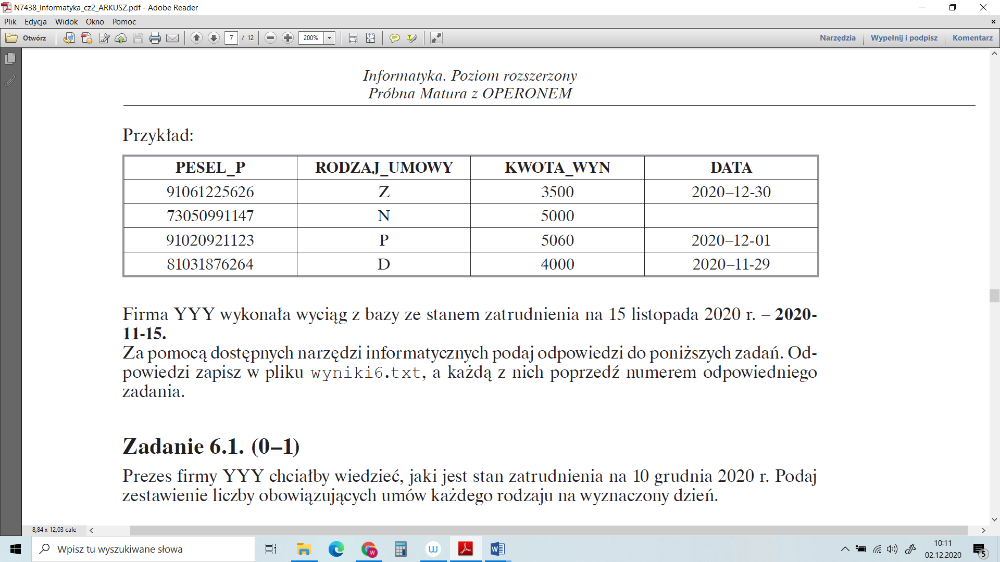 N7438_Informatyka_cz2_ARKUSZ.pdf - Adobe Reader
Plik Edycja Widok Okno Pomoc
Otwórz 7 / 12 200% Narzędzia Wypełnij i podpisz Komentarz
Informatyka. Poziom rozszerzony
Próbna Matura z OPERONEM
Przykład:
PESEL_P RODZAJ_UMOWY KWOTA_WYN DATA
91061225626 Z 3500 2020–12-30
73050991147 N 5000
91020921123 P 5060 2020–12-01
81031876264 D 4000 2020–11-29
Firma YYY wykonała wyciąg z bazy ze stanem zatrudnienia na 15 listopada 2020 r. – 2020-
11-15.
Za pomocą dostępnych narzędzi informatycznych podaj odpowiedzi do poniższych zadań. Od-
powiedzi zapisz w pliku wyniki6.txt, a każdą z nich poprzedź numerem odpowiedniego
zadania.
Zadanie 6.1. (0–1)
Prezes firmy YYY chciałby wiedzieć, jaki jest stan zatrudnienia na 10 grudnia 2020 r. Podaj
zestawienie liczby obowiązujących umów każdego rodzaju na wyznaczony dzień.
8,84 x 12,03 cale
Wpisz tu wyszukiwane słowa
10:11
02.12.2020
5